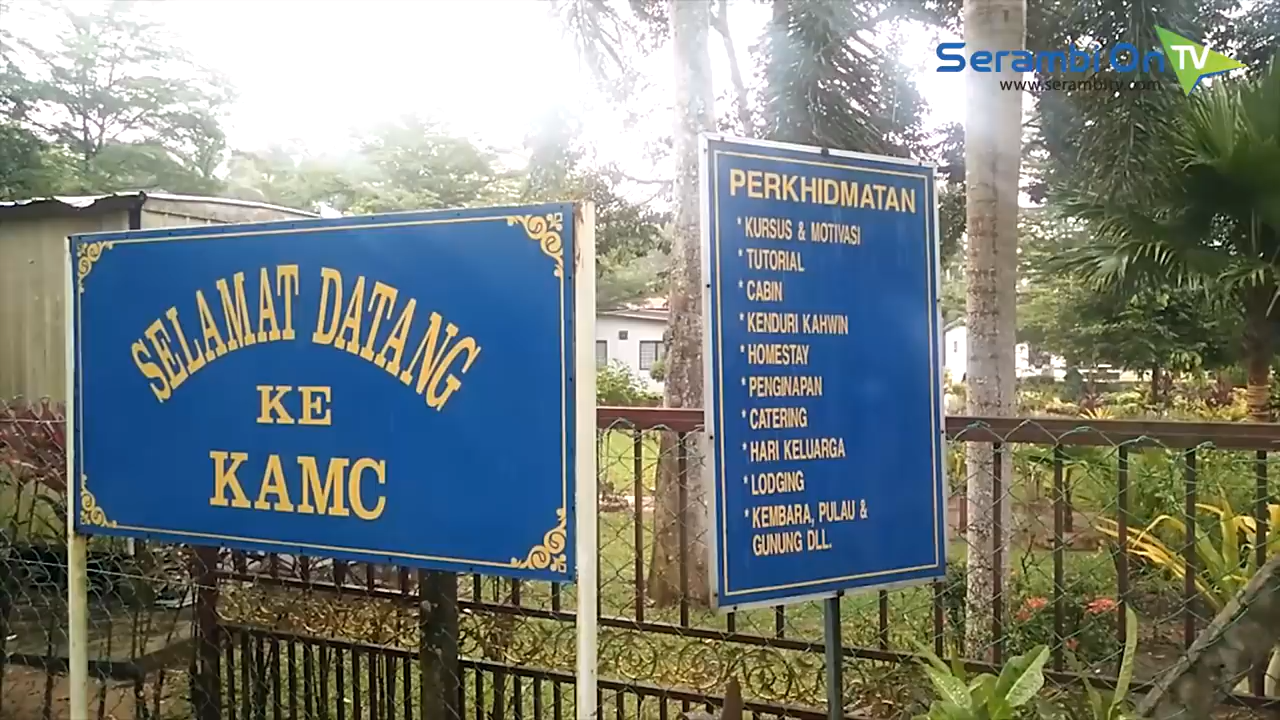 Serambi On TV
www.serambitv.com
SELAMAT DATANG
KE
KAMC
PERKHIDMATAN
* KURSUS & MOTIVASI
* TUTORIAL
* CABIN
* KENDURI KAHWIN
* HOMESTAY
* PENGINAPAN
* CATERING
* HARI KELUARGA
* LODGING
* KEMBARA, PULAU &
GUNUNG DLL.